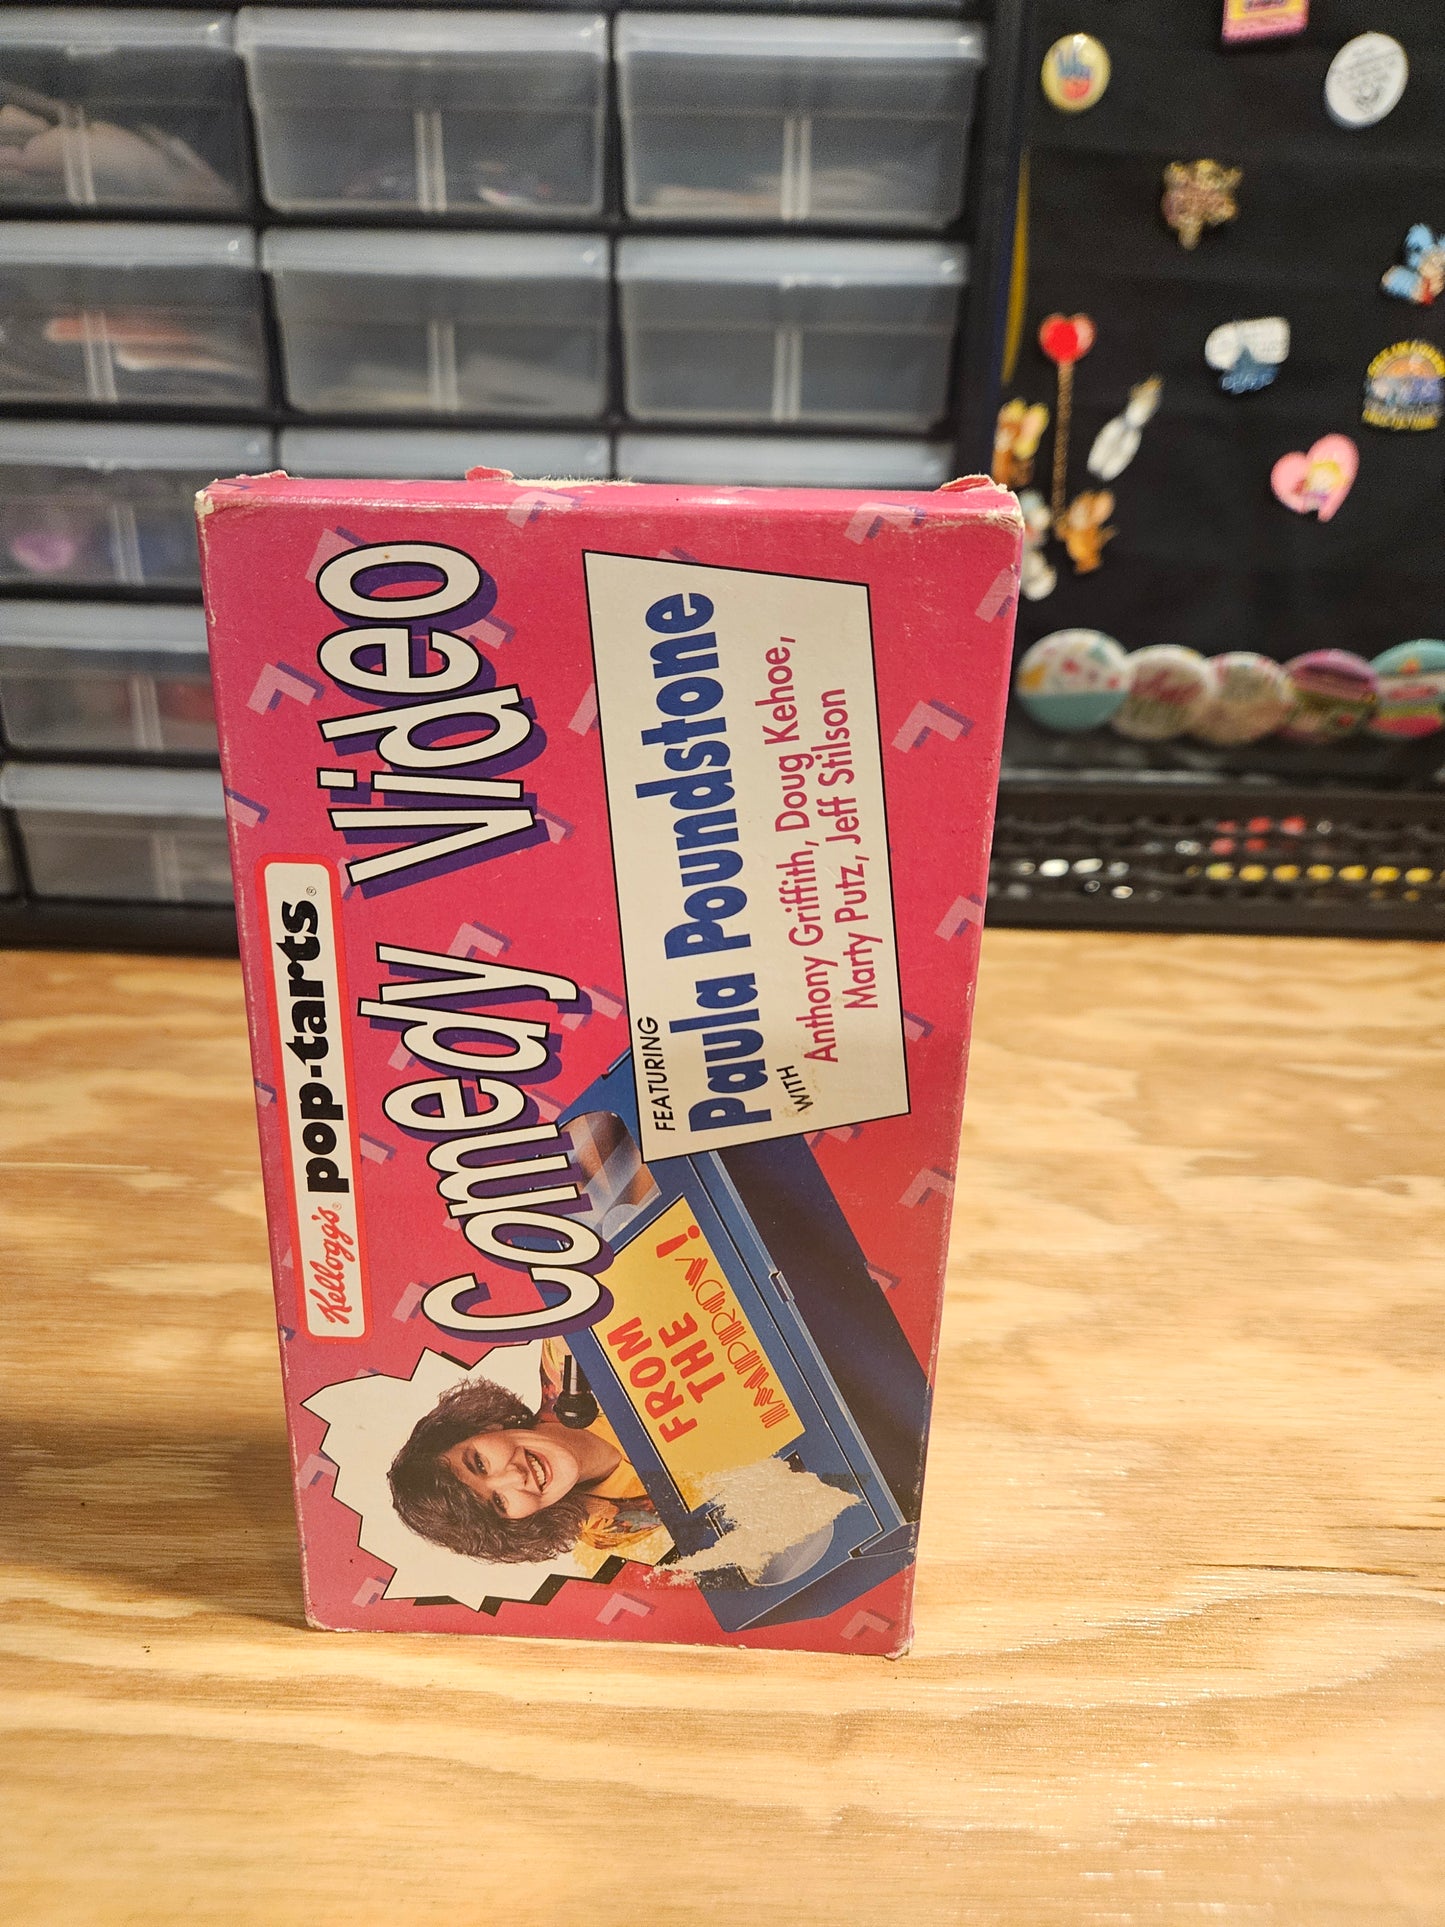 Kellogg's® pop·tarts®
Comedy Video
FEATURING
Paula Poundstone
WITH
Anthony Griffith, Doug Kehoe,
Marty Putz, Jeff Stilson
FROM
THE
IMPROV!